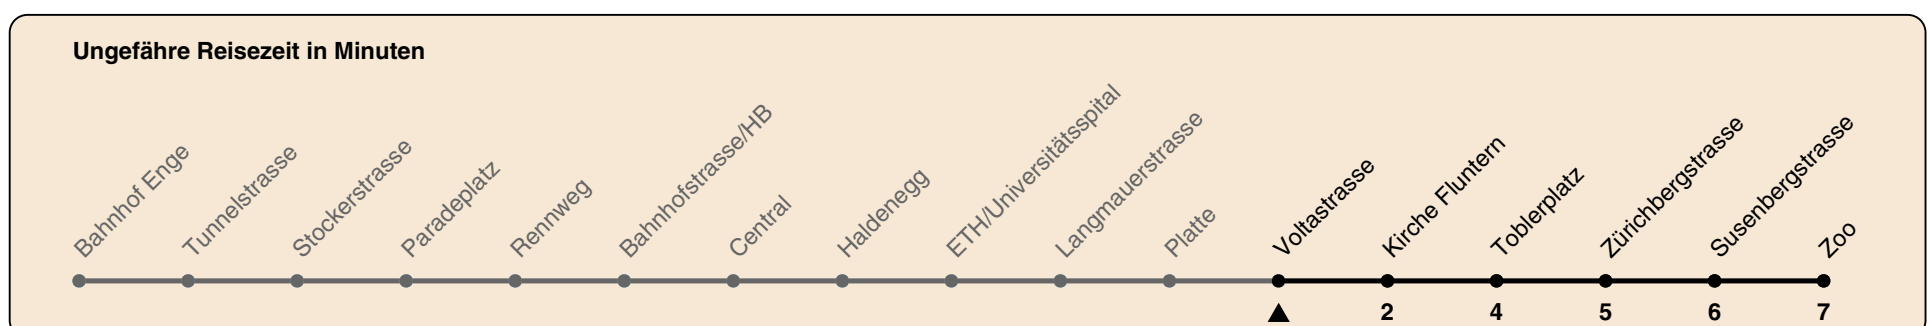 Ungefähre Reisezeit in Minuten
Bahnhof Enge
Tunnelstrasse
Stockerstrasse
Paradeplatz
Rennweg
Bahnhofstrasse/HB
Central
Haldenegg
ETH/Universitätsspital
Langmauerstrasse
Platte
Voltastrasse
Kirche Fluntern
Toblerplatz
Zürichbergstrasse
Susenbergstrasse
Zoo
2 4 5 6 7